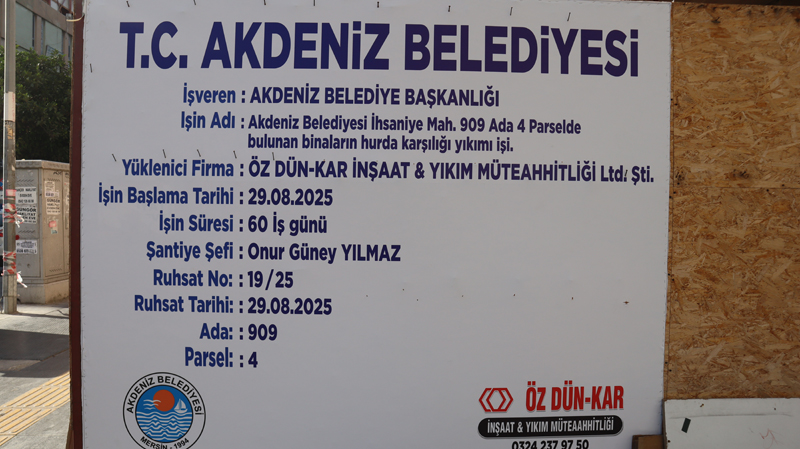 T.C. AKDENİZ BELEDİYESİ
İşveren : AKDENİZ BELEDİYE BAŞKANLIĞI
İşin Adı : Akdeniz Belediyesi İhsaniye Mah. 909 Ada 4 Parselde
bulunan binaların hurda karşılığı yıkımı işi.
Yüklenici Firma : ÖZ DÜN-KAR İNŞAAT & YIKIM MÜTEAHHİTLİĞİ Ltd. Şti.
İşin Başlama Tarihi : 29.08.2025
İşin Süresi : 60 İş günü
Şantiye Şefi : Onur Güney YILMAZ
Ruhsat No: : 19/25
Ruhsat Tarihi: : 29.08.2025
Ada: : 909
Parsel: : 4
AKDENİZ BELEDİYESİ
MERSİN - 1994
ÖZ DÜN-KAR
İNŞAAT & YIKIM MÜTEAAHHİTLİĞİ
0324 237 97 50